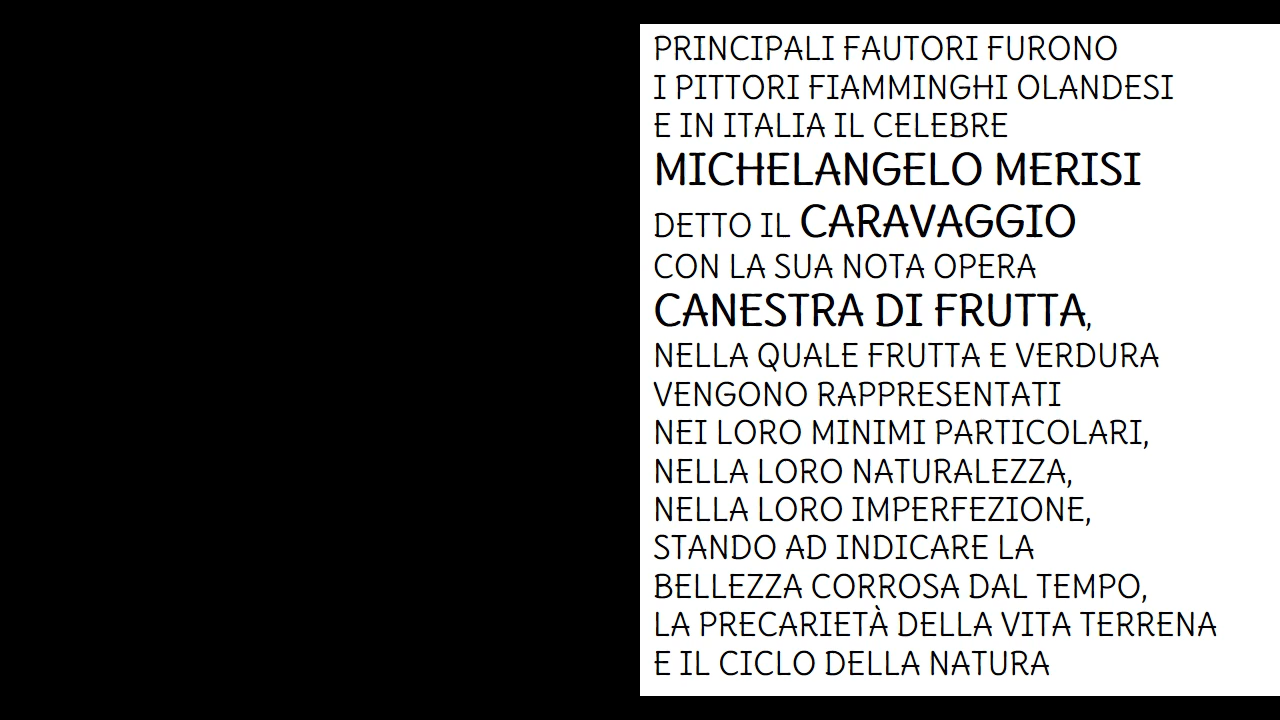 PRINCIPALI FAUTORI FURONO
I PITTORI FIAMMINGHI OLANDESI
E IN ITALIA IL CELEBRE
MICHELANGELO MERISI
DETTO IL CARAVAGGIO
CON LA SUA NOTA OPERA
CANESTRA DI FRUTTA,
NELLA QUALE FRUTTA E VERDURA
VENGONO RAPPRESENTATI
NEI LORO MINIMI PARTICOLARI,
NELLA LORO NATURALEZZA,
NELLA LORO IMPERFEZIONE,
STANDO AD INDICARE LA
BELLEZZA CORROSA DAL TEMPO,
LA PRECARIETÀ DELLA VITA TERRENA
E IL CICLO DELLA NATURA